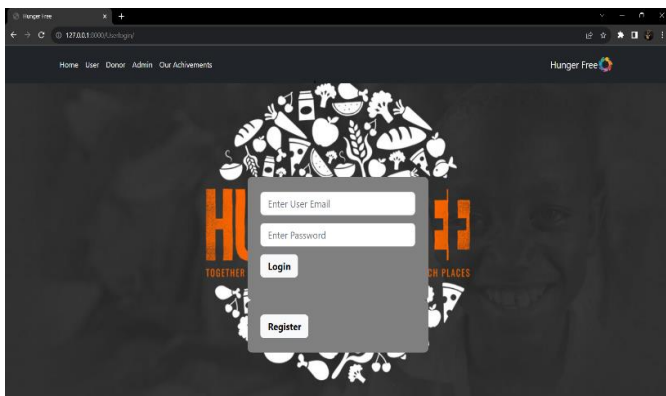 Hunger Free
127.0.0.1:8000/Userlogin/
Home User Donor Admin Our Achivements
Hunger Free
Enter User Email
Enter Password
HU
TOGETHER
CH PLACES
Login
Register